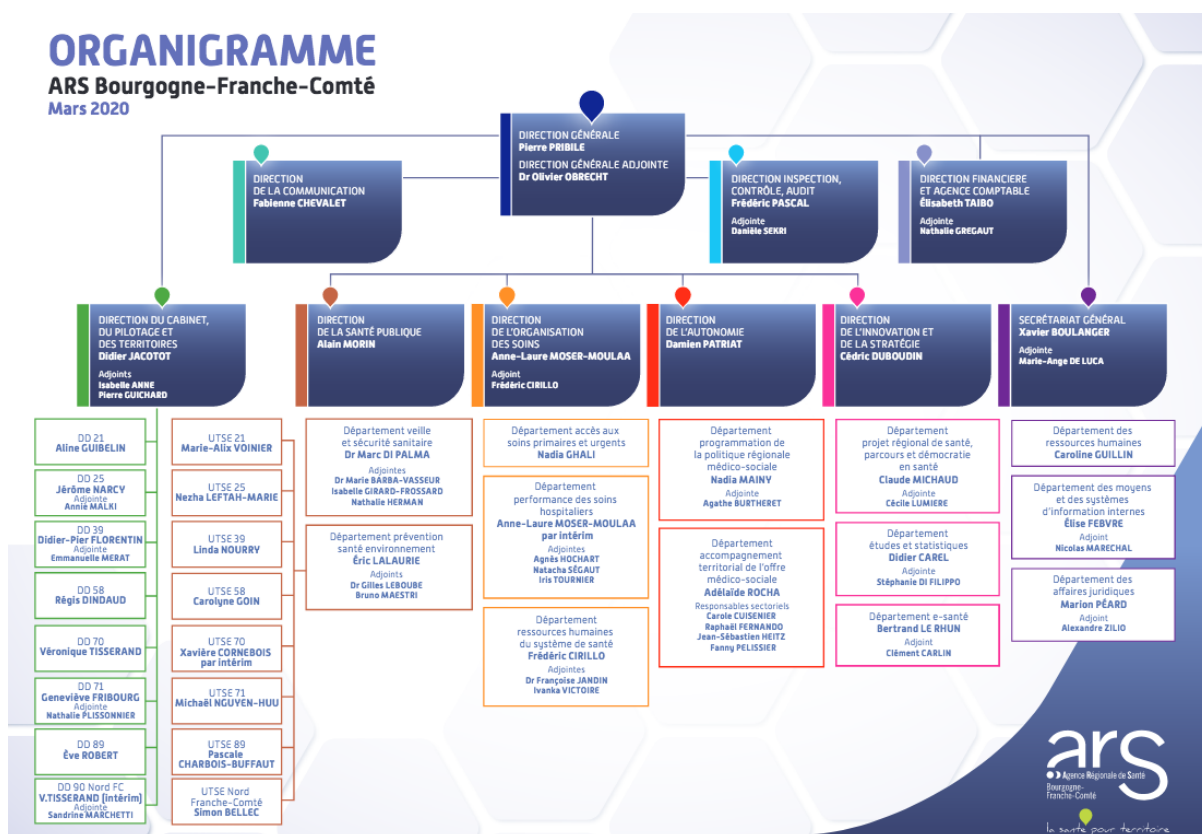 ORGANIGRAMME
ARS Bourgogne-Franche-Comté
Mars 2020
DIRECTION GÉNÉRALE
Pierre PRIBILE
DIRECTION GÉNÉRALE ADJOINTE
Dr Olivier OBRECHT
DIRECTION
DE LA COMMUNICATION
Fabienne CHEVALET
DIRECTION INSPECTION,
CONTRÔLE, AUDIT
Frédéric PASCAL
Adjointe
Danièle SEKRI
DIRECTION FINANCIERE
ET AGENCE COMPTABLE
Élisabeth TAIBO
Adjointe
Nathalie GREGAUT
DIRECTION DU CABINET,
DU PILOTAGE ET
DES TERRITOIRES
Didier JACOTOT
Adjoints
Isabelle ANNE
Pierre GUICHARD
DIRECTION
DE LA SANTÉ PUBLIQUE
Alain MORIN
DIRECTION
DE L'ORGANISATION
DES SOINS
Anne-Laure MOSER-MOULAA
Adjoint
Frédéric CIRILLO
DIRECTION
DE L'AUTONOMIE
Damien PATRIAT
DIRECTION
DE L'INNOVATION ET
DE LA STRATÉGIE
Cédric DUBOUDIN
SECRÉTARIAT GÉNÉRAL
Xavier BOULANGER
Adjointe
Marie-Ange DE LUCA
DD 21
Aline GUIBELIN
DD 25
Jérôme NARCY
Adjointe
Annie MALKI
DD 39
Didier-Pier FLORENTIN
Adjointe
Emmanuelle MERAT
DD 58
Régis DINDAUD
DD 70
Véronique TISSERAND
DD 71
Geneviève FRIBOURG
Adjointe
Nathalie PLISSONNIER
DD 89
Ève ROBERT
DD 90 Nord FC
V.TISSERAND (intérim)
Adjointe
Sandrine MARCHETTI
UTSE 21
Marie-Alix VOINIER
UTSE 25
Nezha LEFTAH-MARIE
UTSE 39
Linda NOURRY
UTSE 58
Carolyne GOIN
UTSE 70
Xavière CORNEBOIS
par intérim
UTSE 71
Michaël NGUYEN-HUU
UTSE 89
Pascale
CHARBOIS-BUFFAUT
UTSE Nord
Franche-Comté
Simon BELLEC
Département veille
et sécurité sanitaire
Dr Marc DI PALMA
Adjointes
Dr Marie BARBA-VASSEUR
Isabelle GIRARD-FROSSARD
Nathalie HERMAN
Département prévention
santé environnement
Éric LALAURIE
Adjoints
Dr Gilles LEBOUBE
Bruno MAESTRI
Département accès aux
soins primaires et urgents
Nadia GHALI
Département
performance des soins
hospitaliers
Anne-Laure MOSER-MOULAA
par intérim
Adjointes
Agnès HOCHART
Natacha SÉGAUT
Iris TOURNIER
Département
ressources humaines
du système de santé
Frédéric CIRILLO
Adjointes
Dr Françoise JANDIN
Ivanka VICTOIRE
Département
programmation de
la politique régionale
médico-sociale
Nadia MAINY
Adjointe
Agathe BURTHERET
Département
accompagnement
territorial de l'offre
médico-sociale
Adélaïde ROCHA
Responsables sectoriels
Carole CUISENIER
Raphaël FERNANDO
Jean-Sébastien HEITZ
Fanny PELISSIER
Département
projet régional de santé,
parcours et démocratie
en santé
Claude MICHAUD
Adjointe
Cécile LUMIERE
Département
études et statistiques
Didier CAREL
Adjointe
Stéphanie DI FILIPPO
Département e-santé
Bertrand LE RHUN
Adjoint
Clément CARLIN
Département des
ressources humaines
Caroline GUILLIN
Département des moyens
et des systèmes
d'information internes
Élise FEBVRE
Adjoint
Nicolas MARECHAL
Département des
affaires juridiques
Marion PÉARD
Adjoint
Alexandre ZILIO
ars
Agence Régionale de Santé
Bourgogne-
Franche-Comté
la santé pour territoire